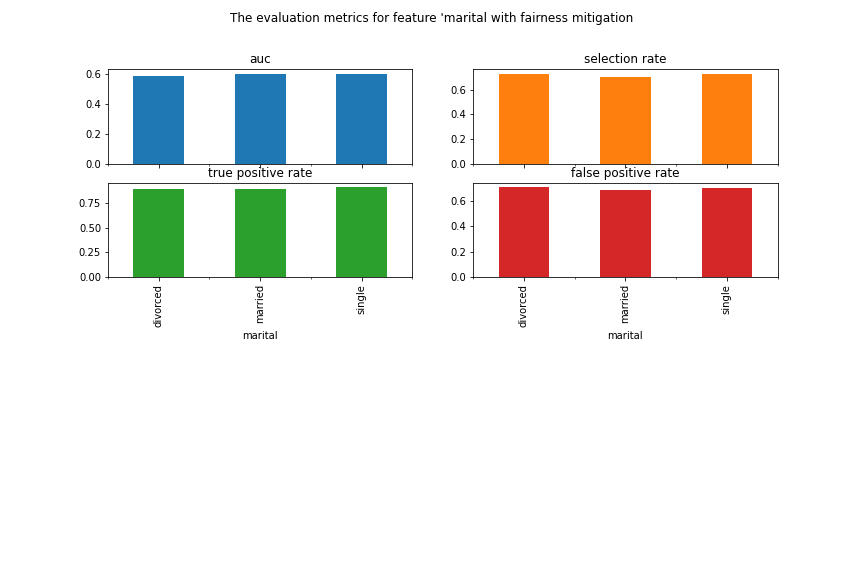 The evaluation metrics for feature 'marital with fairness mitigation
auc
0.6
0.4
0.2
0.0
selection rate
0.6
0.4
0.2
0.0
true positive rate
0.75
0.50
0.25
0.00
divorced
married
single
marital
false positive rate
0.6
0.4
0.2
0.0
divorced
married
single
marital